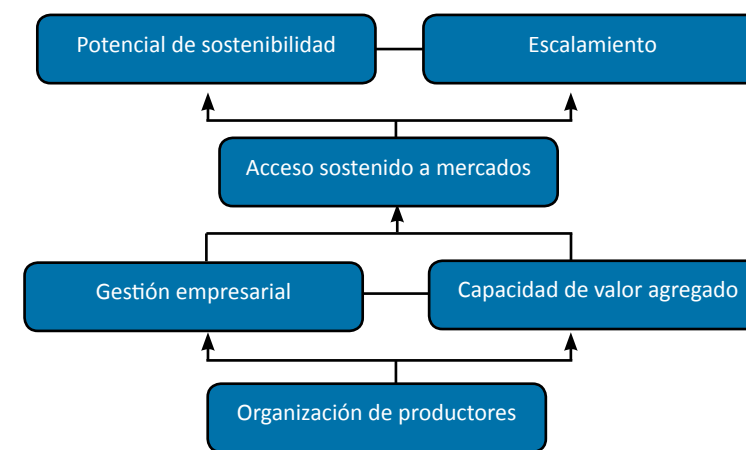 Potencial de sostenibilidad
Escalamiento
Acceso sostenido a mercados
Gestión empresarial
Capacidad de valor agregado
Organización de productores